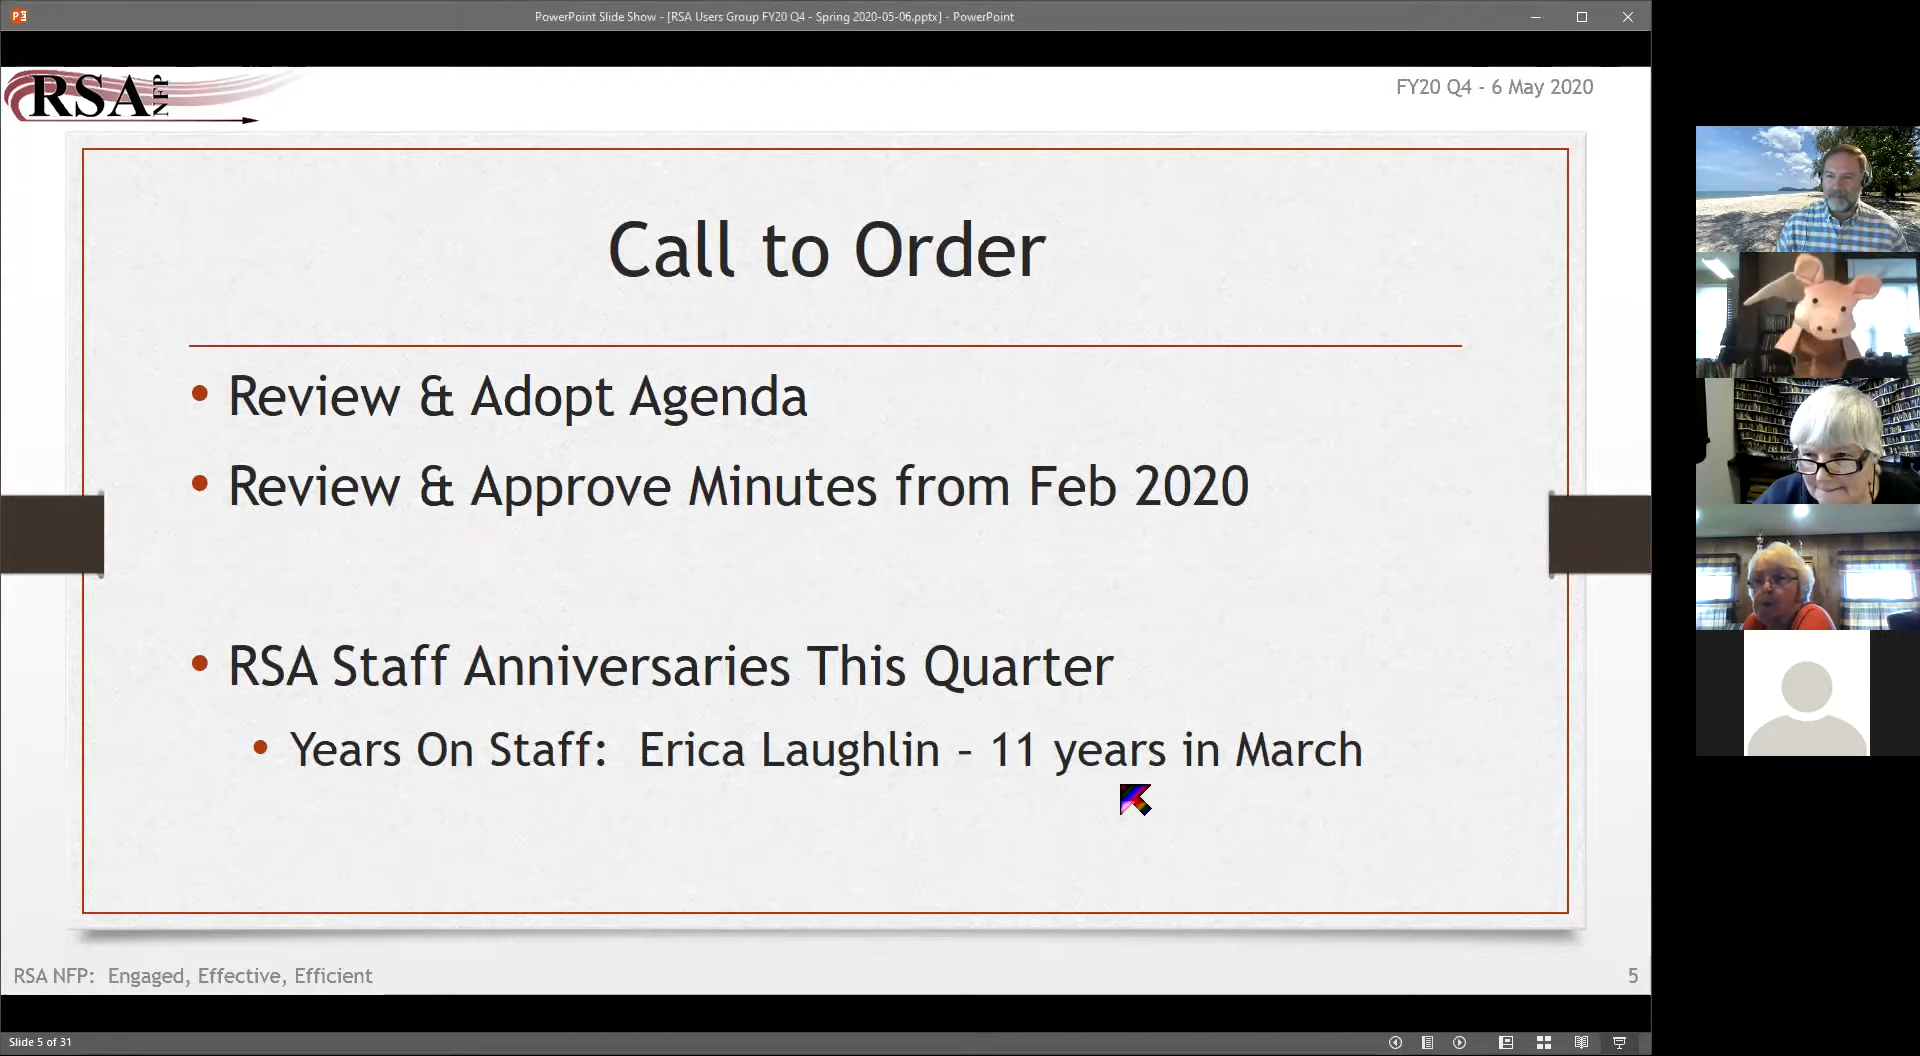 PowerPoint Slide Show - [RSA Users Group FY20 Q4 - Spring 2020-05-06.pptx] - PowerPoint
RSA NFP
FY20 Q4 - 6 May 2020
Call to Order
• Review & Adopt Agenda
• Review & Approve Minutes from Feb 2020
• RSA Staff Anniversaries This Quarter
• Years On Staff: Erica Laughlin – 11 years in March
RSA NFP: Engaged, Effective, Efficient
5
Slide 5 of 31